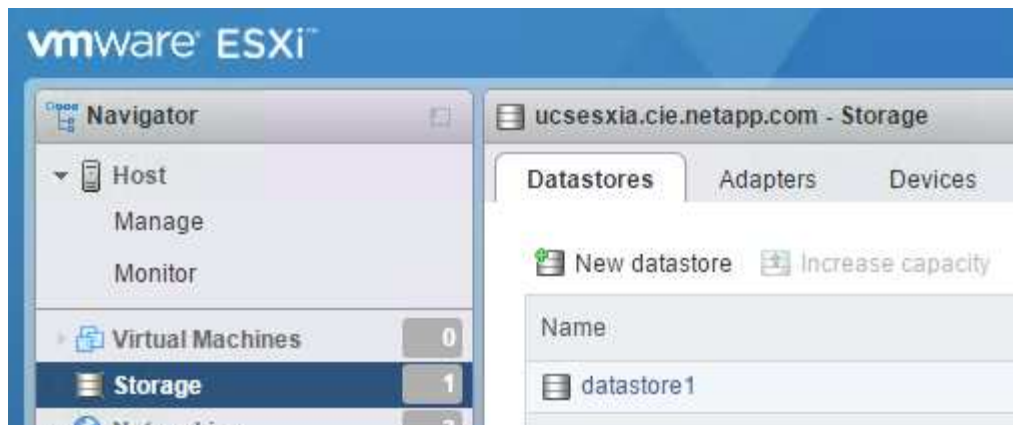 vmware ESXi™
Navigator
Host
Manage
Monitor
Virtual Machines 0
Storage 1
ucsesxia.cie.netapp.com - Storage
Datastores Adapters Devices
New datastore Increase capacity
Name
datastore1